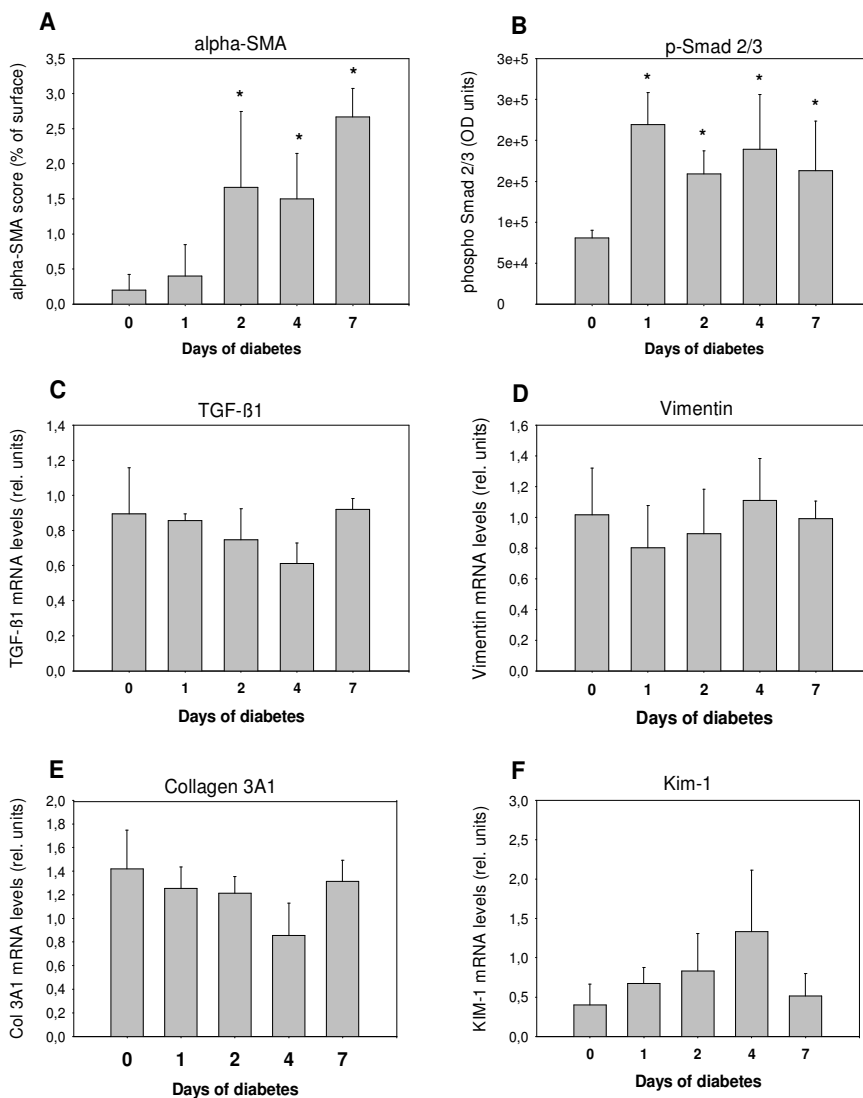 A
alpha-SMA
alpha-SMA score (% of surface)
3,5
3,0
2,5
2,0
1,5
1,0
0,5
0,0
* * *
0 1 2 4 7
Days of diabetes
B
p-Smad 2/3
phospho Smad 2/3 (OD units)
3e+5
3e+5
2e+5
2e+5
1e+5
5e+4
0
* * * *
0 1 2 4 7
Days of diabetes
C
TGF-ß1
TGF-ß1 mRNA levels (rel. units)
1,4
1,2
1,0
0,8
0,6
0,4
0,2
0,0
0 1 2 4 7
Days of diabetes
D
Vimentin
Vimentin mRNA levels (rel. units)
1,6
1,4
1,2
1,0
0,8
0,6
0,4
0,2
0,0
0 1 2 4 7
Days of diabetes
E
Collagen 3A1
Col 3A1 mRNA levels (rel. units)
2,0
1,8
1,6
1,4
1,2
1,0
0,8
0,6
0,4
0,2
0,0
0 1 2 4 7
Days of diabetes
F
Kim-1
KIM-1 mRNA levels (rel. units)
3,0
2,5
2,0
1,5
1,0
0,5
0,0
0 1 2 4 7
Days of diabetes